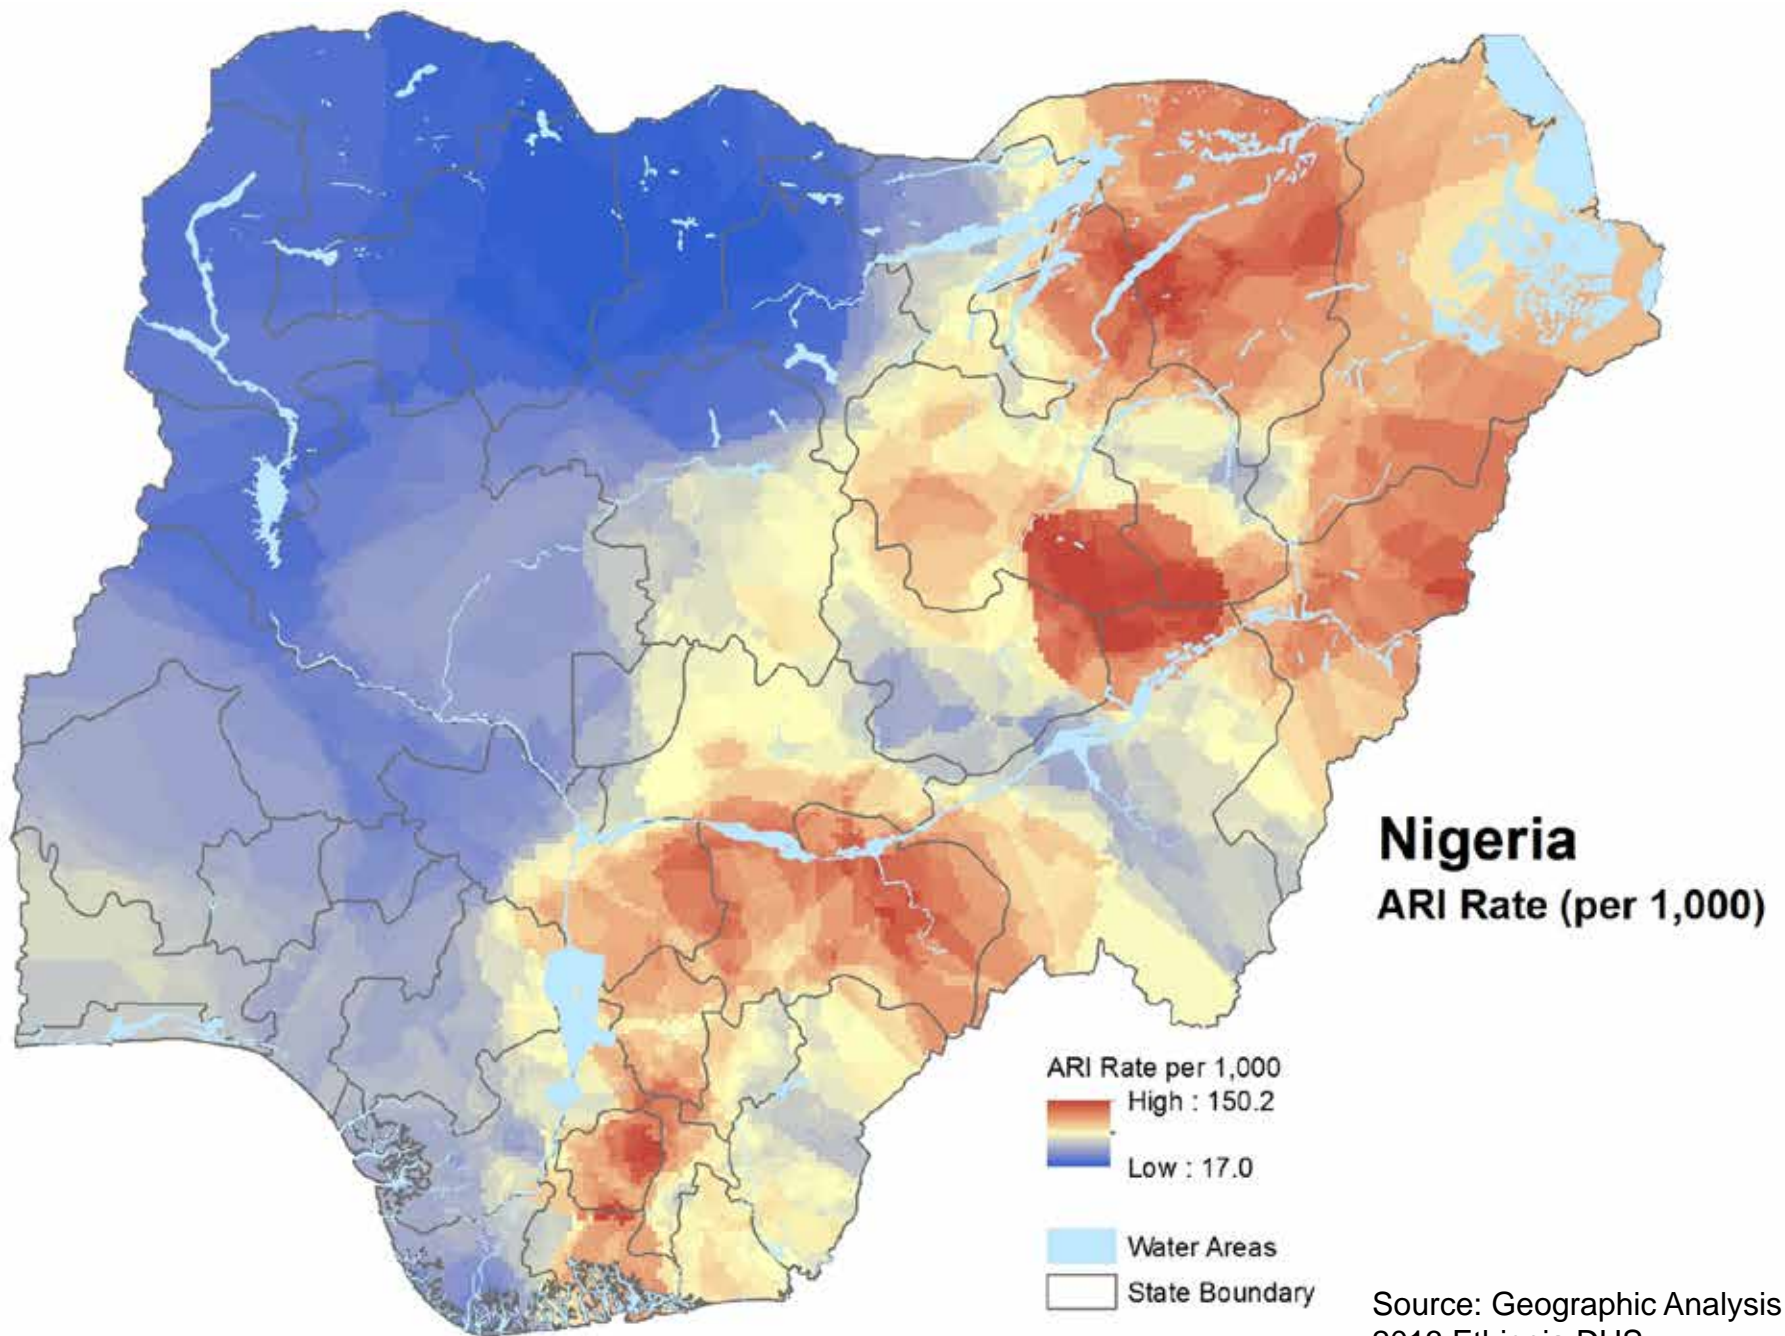 Nigeria
ARI Rate (per 1,000)
ARI Rate per 1,000
High : 150.2
Low : 17.0
Water Areas
State Boundary
Source: Geographic Analysis